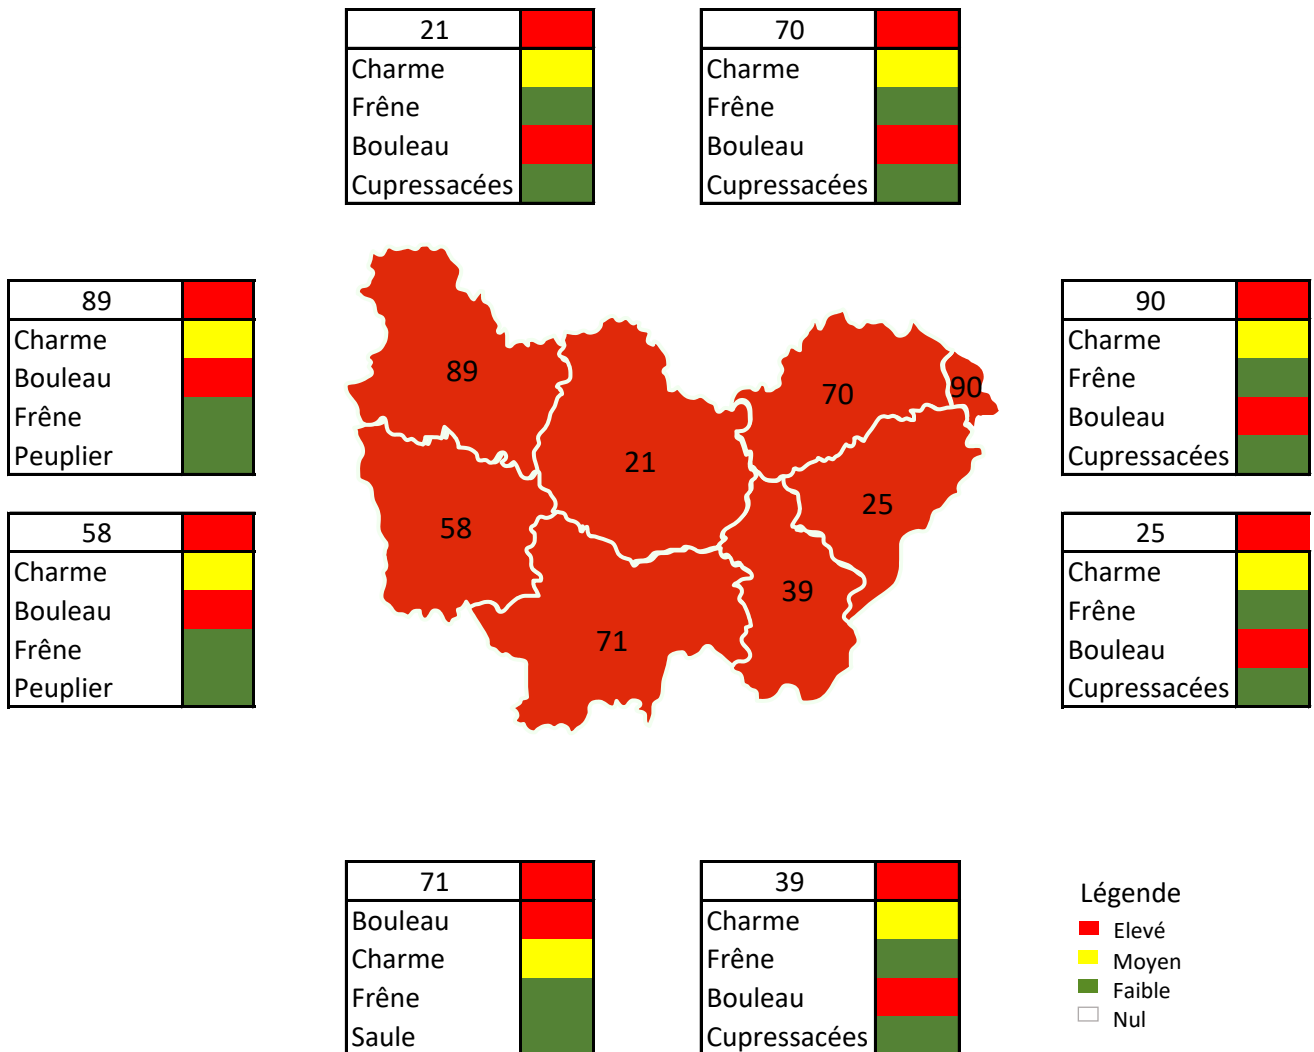 21
Charme
Frêne
Bouleau
Cupressacées
70
Charme
Frêne
Bouleau
Cupressacées
89
Charme
Bouleau
Frêne
Peuplier
58
Charme
Bouleau
Frêne
Peuplier
89
21
70
90
58
25
71
39
90
Charme
Frêne
Bouleau
Cupressacées
25
Charme
Frêne
Bouleau
Cupressacées
71
Bouleau
Charme
Frêne
Saule
39
Charme
Frêne
Bouleau
Cupressacées
Légende
Elevé
Moyen
Faible
Nul